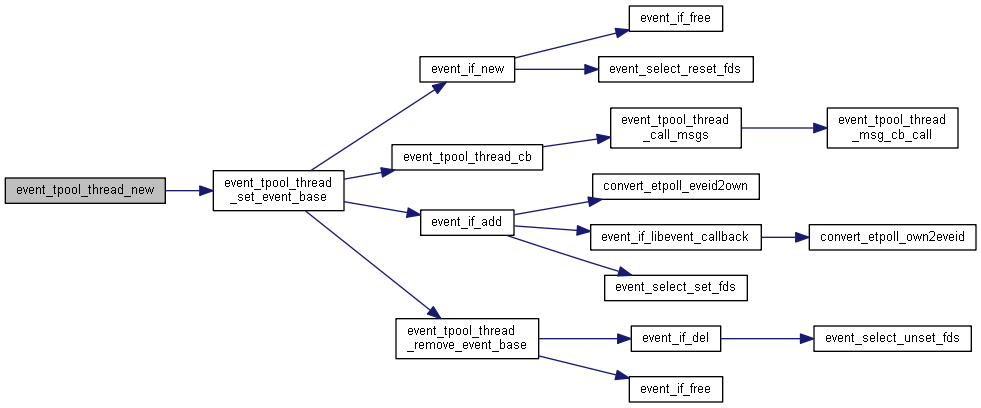 event_if_free
event_if_new
event_select_reset_fds
event_tpool_thread
_call_msgs
event_tpool_thread
_msg_cb_call
event_tpool_thread_cb
event_tpool_thread_new
event_tpool_thread
_set_event_base
convert_etpoll_eveid2own
event_if_add
event_if_libevent_callback
convert_etpoll_own2eveid
event_select_set_fds
event_tpool_thread
_remove_event_base
event_if_del
event_select_unset_fds
event_if_free